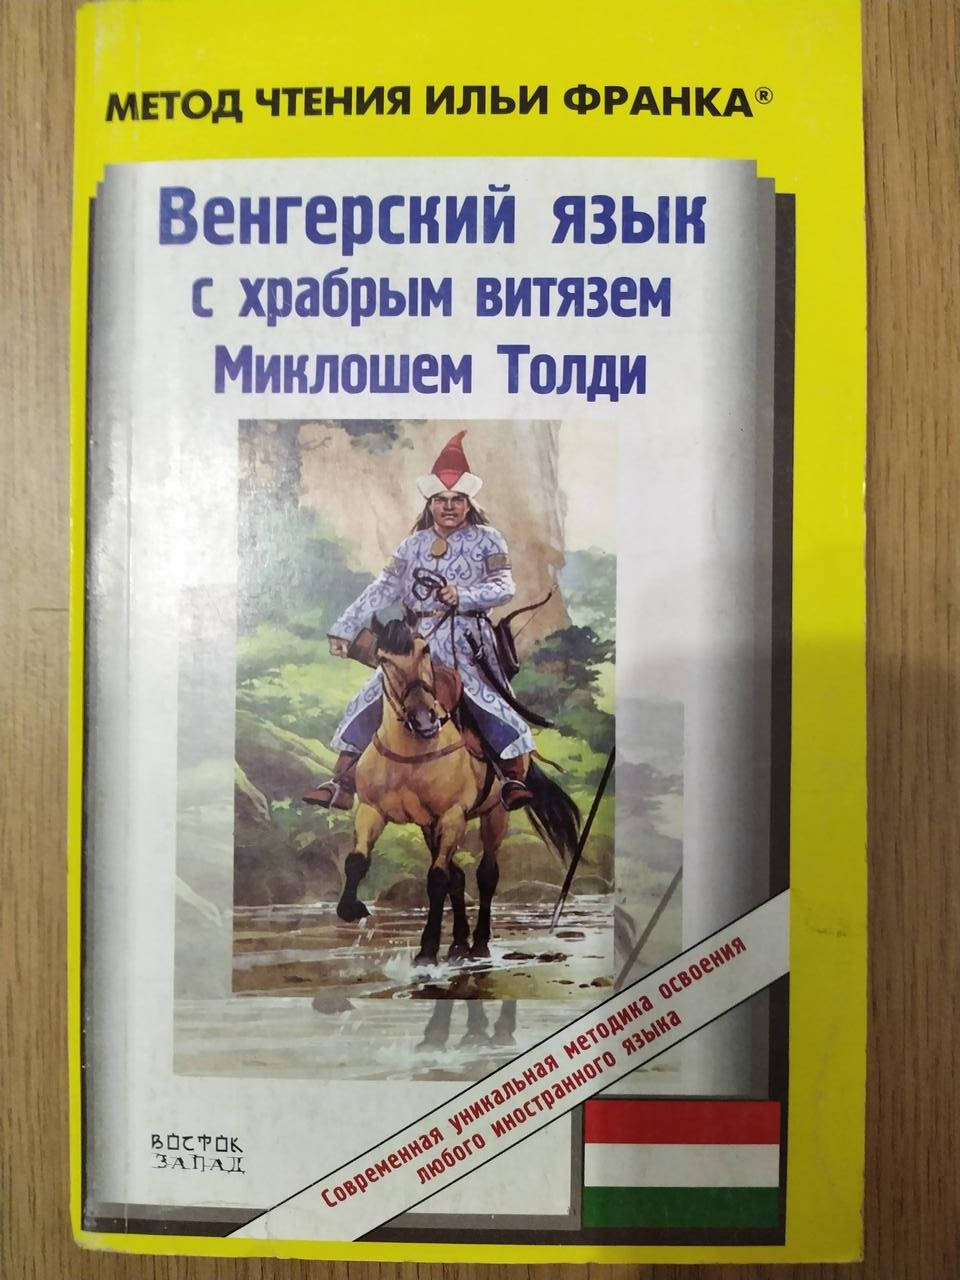 МЕТОД ЧТЕНИЯ ИЛЬИ ФРАНКА®
Венгерский язык
с храбрым витязем
Миклошем Толди
Современная уникальная методика освоения
любого иностранного языка
ВОСТОК
ЗАПАД